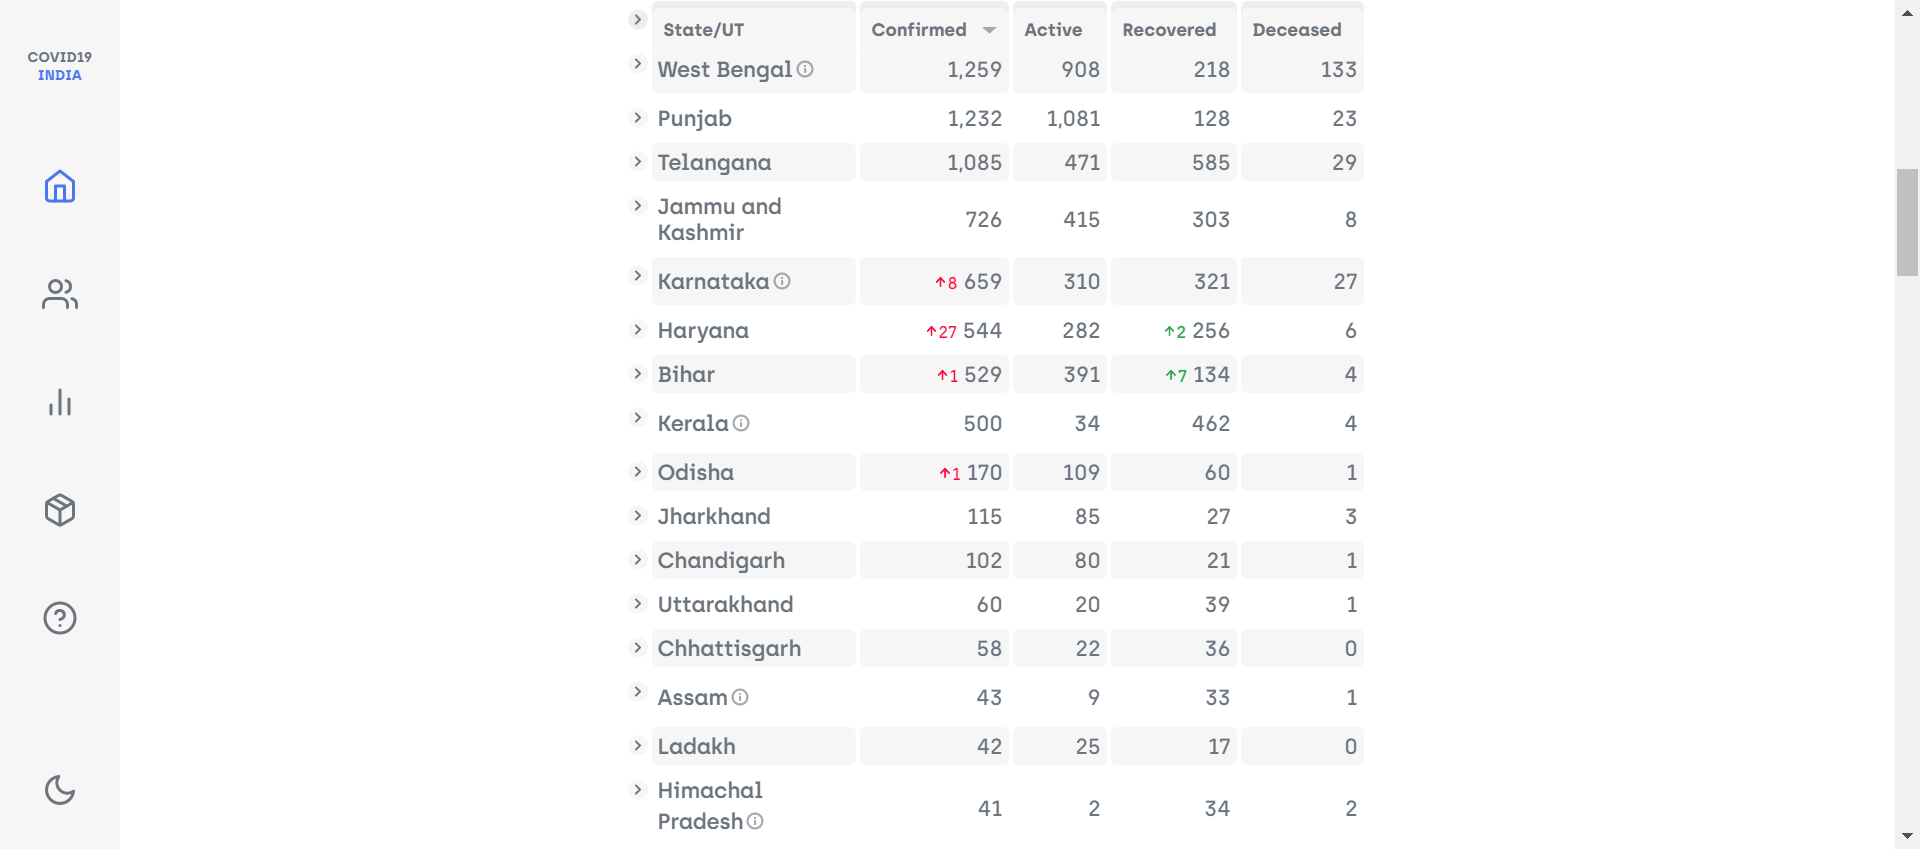 COVID19
INDIA
State/UT Confirmed Active Recovered Deceased
West Bengal 1,259 908 218 133
Punjab 1,232 1,081 128 23
Telangana 1,085 471 585 29
Jammu and
Kashmir 726 415 303 8
Karnataka ↑8 659 310 321 27
Haryana ↑27 544 282 ↑2 256 6
Bihar ↑1 529 391 ↑7 134 4
Kerala 500 34 462 4
Odisha ↑1 170 109 60 1
Jharkhand 115 85 27 3
Chandigarh 102 80 21 1
Uttarakhand 60 20 39 1
Chhattisgarh 58 22 36 0
Assam 43 9 33 1
Ladakh 42 25 17 0
Himachal
Pradesh 41 2 34 2